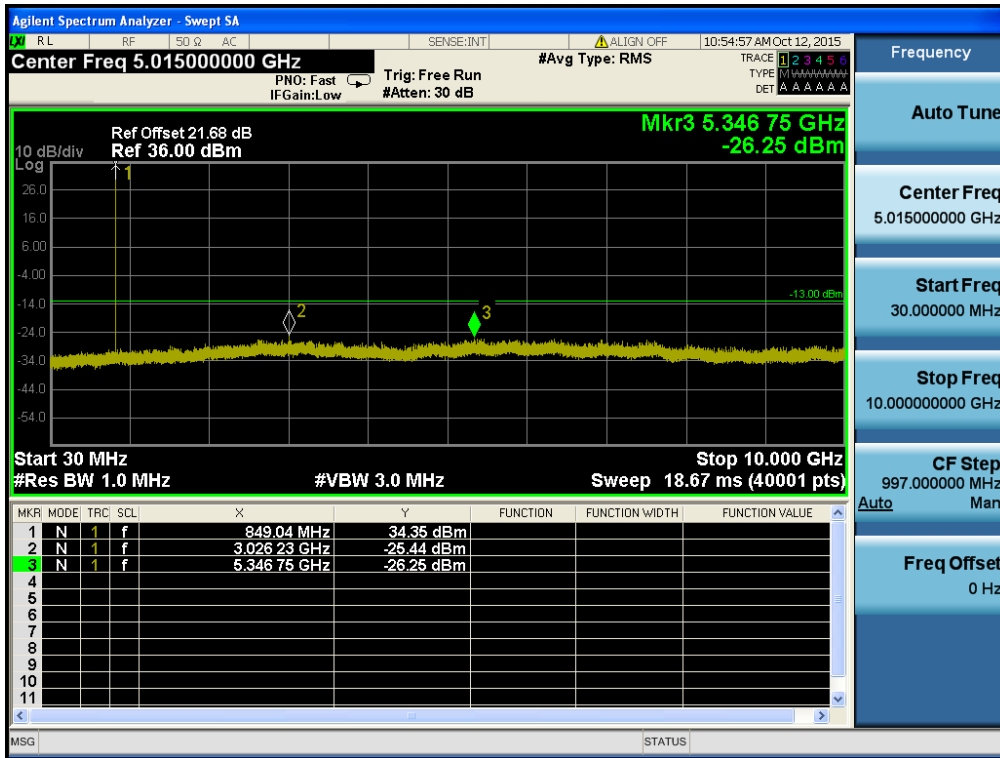 Agilent Spectrum Analyzer - Swept SA
LXI RL RF 50 Ω AC SENSE:INT ALIGN OFF 10:54:57 AM Oct 12, 2015
Center Freq 5.015000000 GHz #Avg Type: RMS TRACE 1 2 3 4 5 6
PNO: Fast Trig: Free Run TYPE M
IFGain:Low #Atten: 30 dB DET A A A A A A
Mkr3 5.346 75 GHz
-26.25 dBm
Ref Offset 21.68 dB
10 dB/div Ref 36.00 dBm
Log
1
26.0
16.0
6.00
-4.00
-13.00 dBm
-14.0
2
3
-24.0
-34.0
-44.0
-54.0
Start 30 MHz Stop 10.000 GHz
#Res BW 1.0 MHz #VBW 3.0 MHz Sweep 18.67 ms (40001 pts)
MKR MODE TRC SCL X Y FUNCTION FUNCTION WIDTH FUNCTION VALUE
1 N 1 f 849.04 MHz 34.35 dBm
2 N 1 f 3.026 23 GHz -25.44 dBm
3 N 1 f 5.346 75 GHz -26.25 dBm
4
5
6
7
8
9
10
11
MSG STATUS
Frequency
Auto Tune
Center Freq
5.015000000 GHz
Start Freq
30.000000 MHz
Stop Freq
10.000000000 GHz
CF Step
997.000000 MHz
Auto Man
Freq Offset
0 Hz